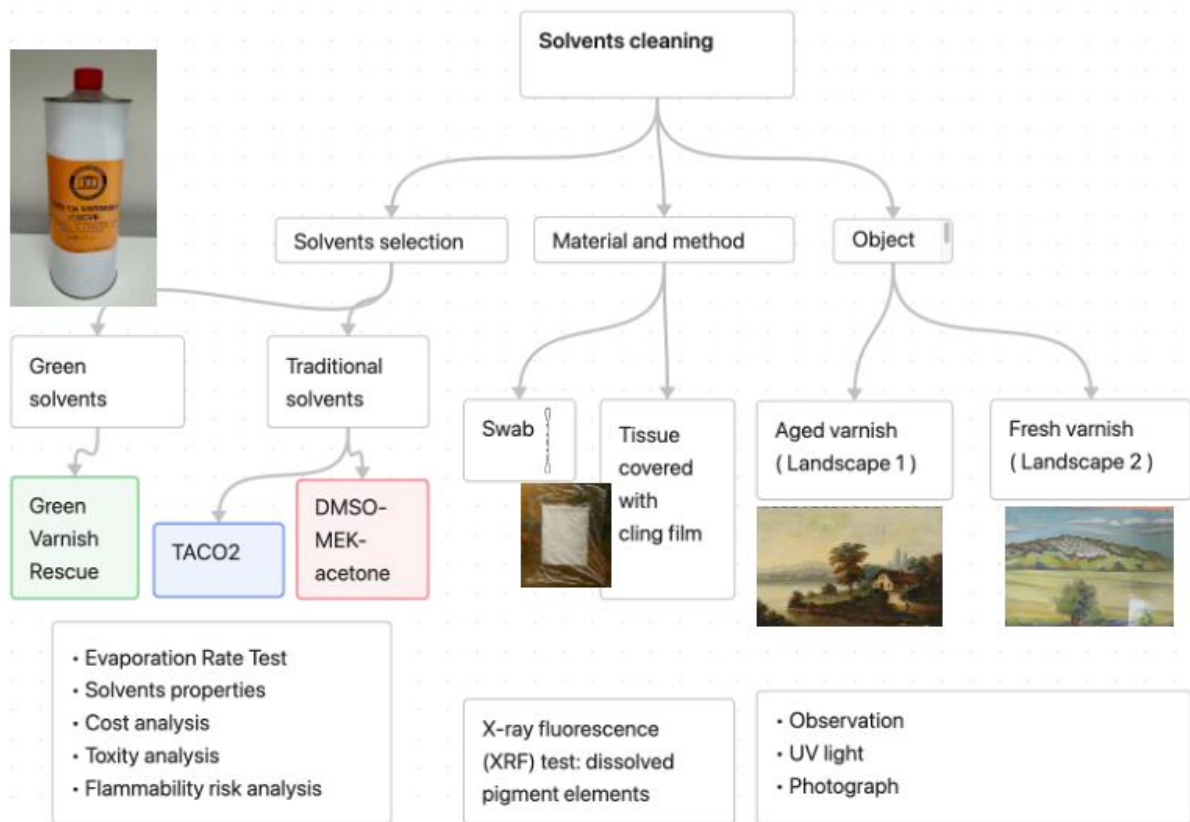 Solvents cleaning
Solvents selection
Material and method
Object
Green
solvents
Traditional
solvents
Swab
Tissue
covered
with
cling film
Aged varnish
( Landscape 1 )
Fresh varnish
( Landscape 2 )
Green
Varnish
Rescue
TACO2
DMSO-
MEK-
acetone
• Evaporation Rate Test
• Solvents properties
• Cost analysis
• Toxity analysis
• Flammability risk analysis
X-ray fluorescence
(XRF) test: dissolved
pigment elements
• Observation
• UV light
• Photograph